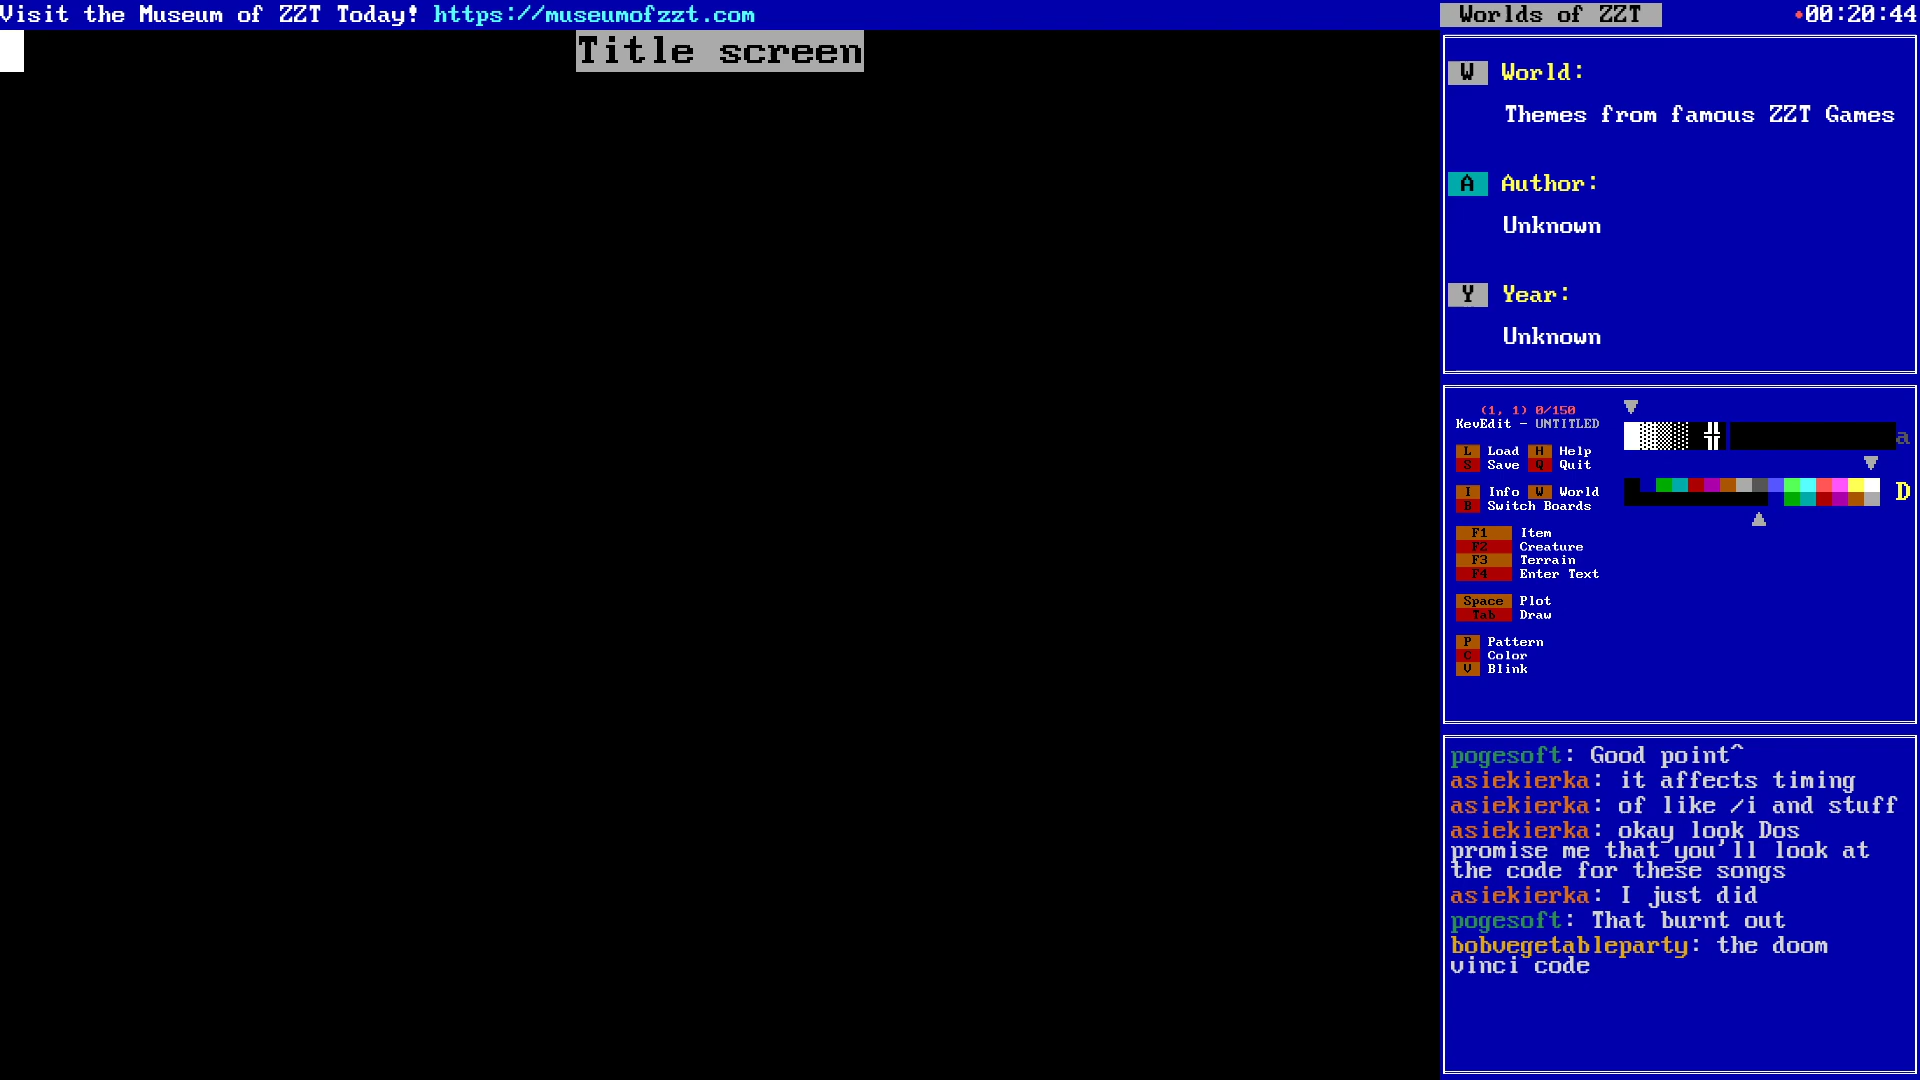 Visit the Museum of ZZT Today! https://museumofzzt.com
Worlds of ZZT
•00:20:44
Title screen
W World:
Themes from famous ZZT Games
A Author:
Unknown
Y Year:
Unknown
(1, 1) 0/150
KevEdit - UNTITLED
L Load H Help
S Save Q Quit
I Info W World
B Switch Boards
F1 Item
F2 Creature
F3 Terrain
F4 Enter Text
Space Plot
Tab Draw
P Pattern
C Color
V Blink
a
D
pogesoft: Good point^
asiekierka: it affects timing
asiekierka: of like /i and stuff
asiekierka: okay look Dos
promise me that you'll look at
the code for these songs
asiekierka: I just did
pogesoft: That burnt out
bobvegetableparty: the doom
vinci code